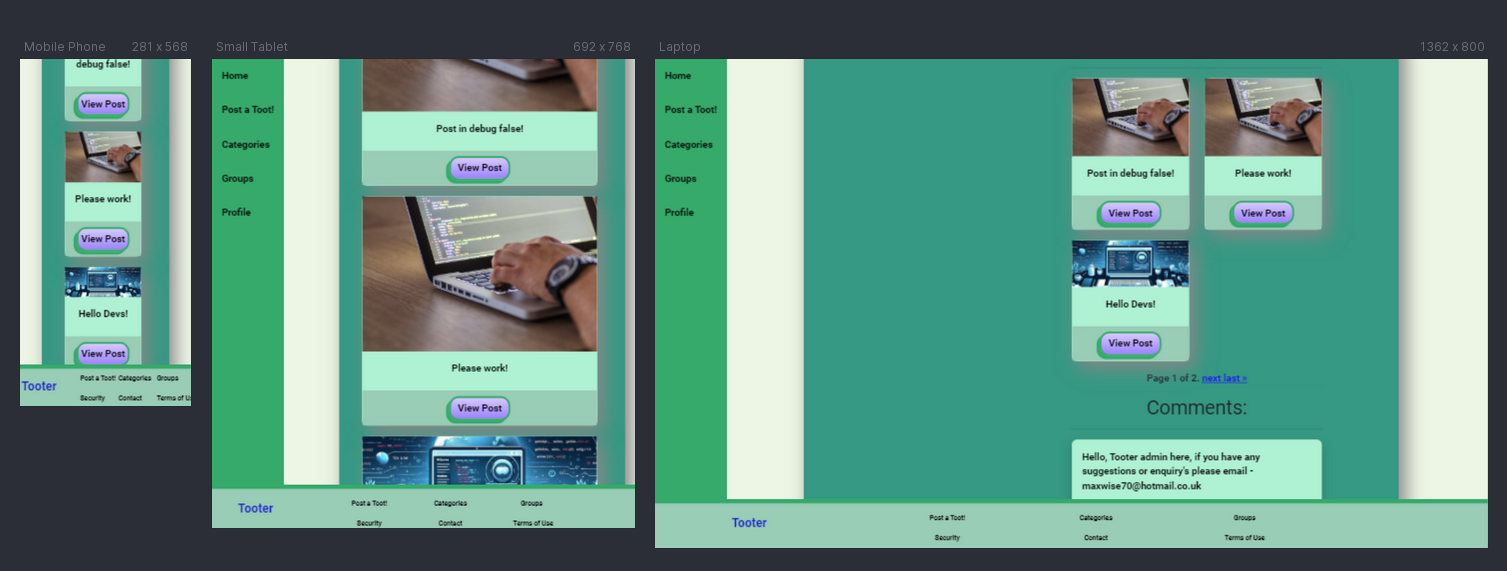 Mobile Phone 281 x 568
debug false!
View Post
Please work!
View Post
Hello Devs!
View Post
Tooter
Post a Toot! Categories Groups
Security Contact Terms of Us
Small Tablet 692 x 768
Home
Post a Toot!
Categories
Groups
Profile
Post in debug false!
View Post
Please work!
View Post
Tooter
Post a Toot! Categories Groups
Security Contact Terms of Use
Laptop 1362 x 800
Home
Post a Toot!
Categories
Groups
Profile
Post in debug false! Please work!
View Post View Post
Hello Devs!
View Post
Page 1 of 2. next last »
Comments:
Hello, Tooter admin here, if you have any
suggestions or enquiry's please email -
maxwise70@hotmail.co.uk
Tooter
Post a Toot! Categories Groups
Security Contact Terms of Use